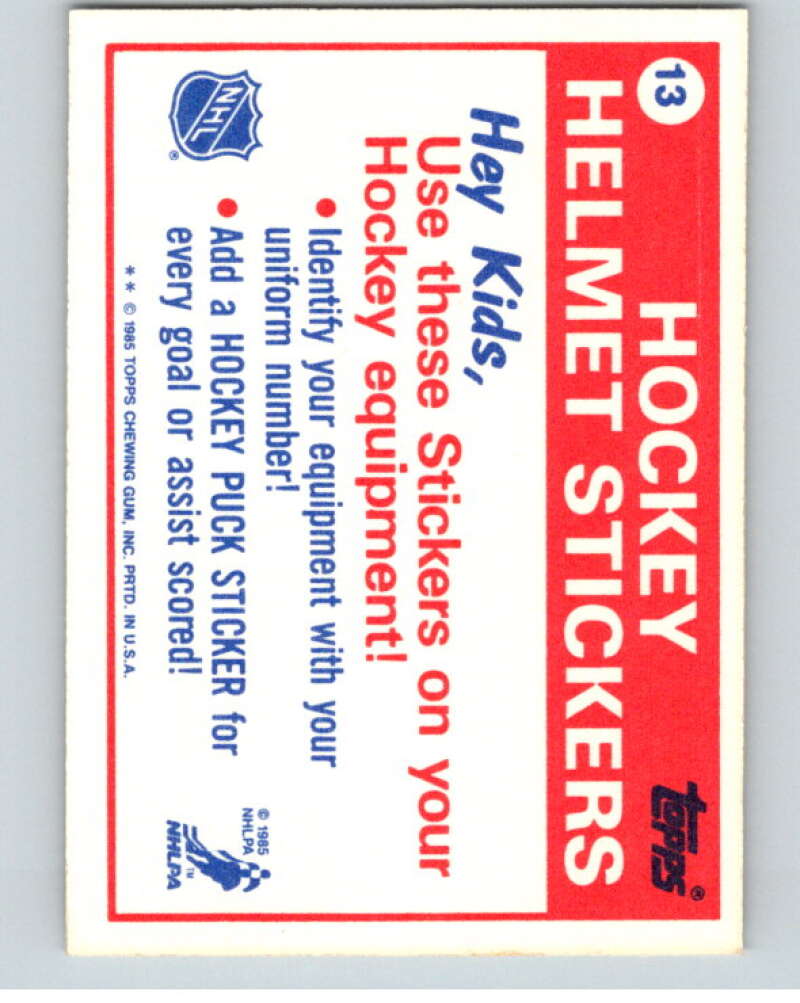 13
HOCKEY
HELMET STICKERS
topps®
Hey Kids,
Use these Stickers on your
Hockey equipment!
• Identify your equipment with your
uniform number!
• Add a HOCKEY PUCK STICKER for
every goal or assist scored!
NHL ®
© 1985
NHLPA
NHLPA ™
* * © 1985 TOPPS CHEWING GUM, INC. PRTD. IN U.S.A.